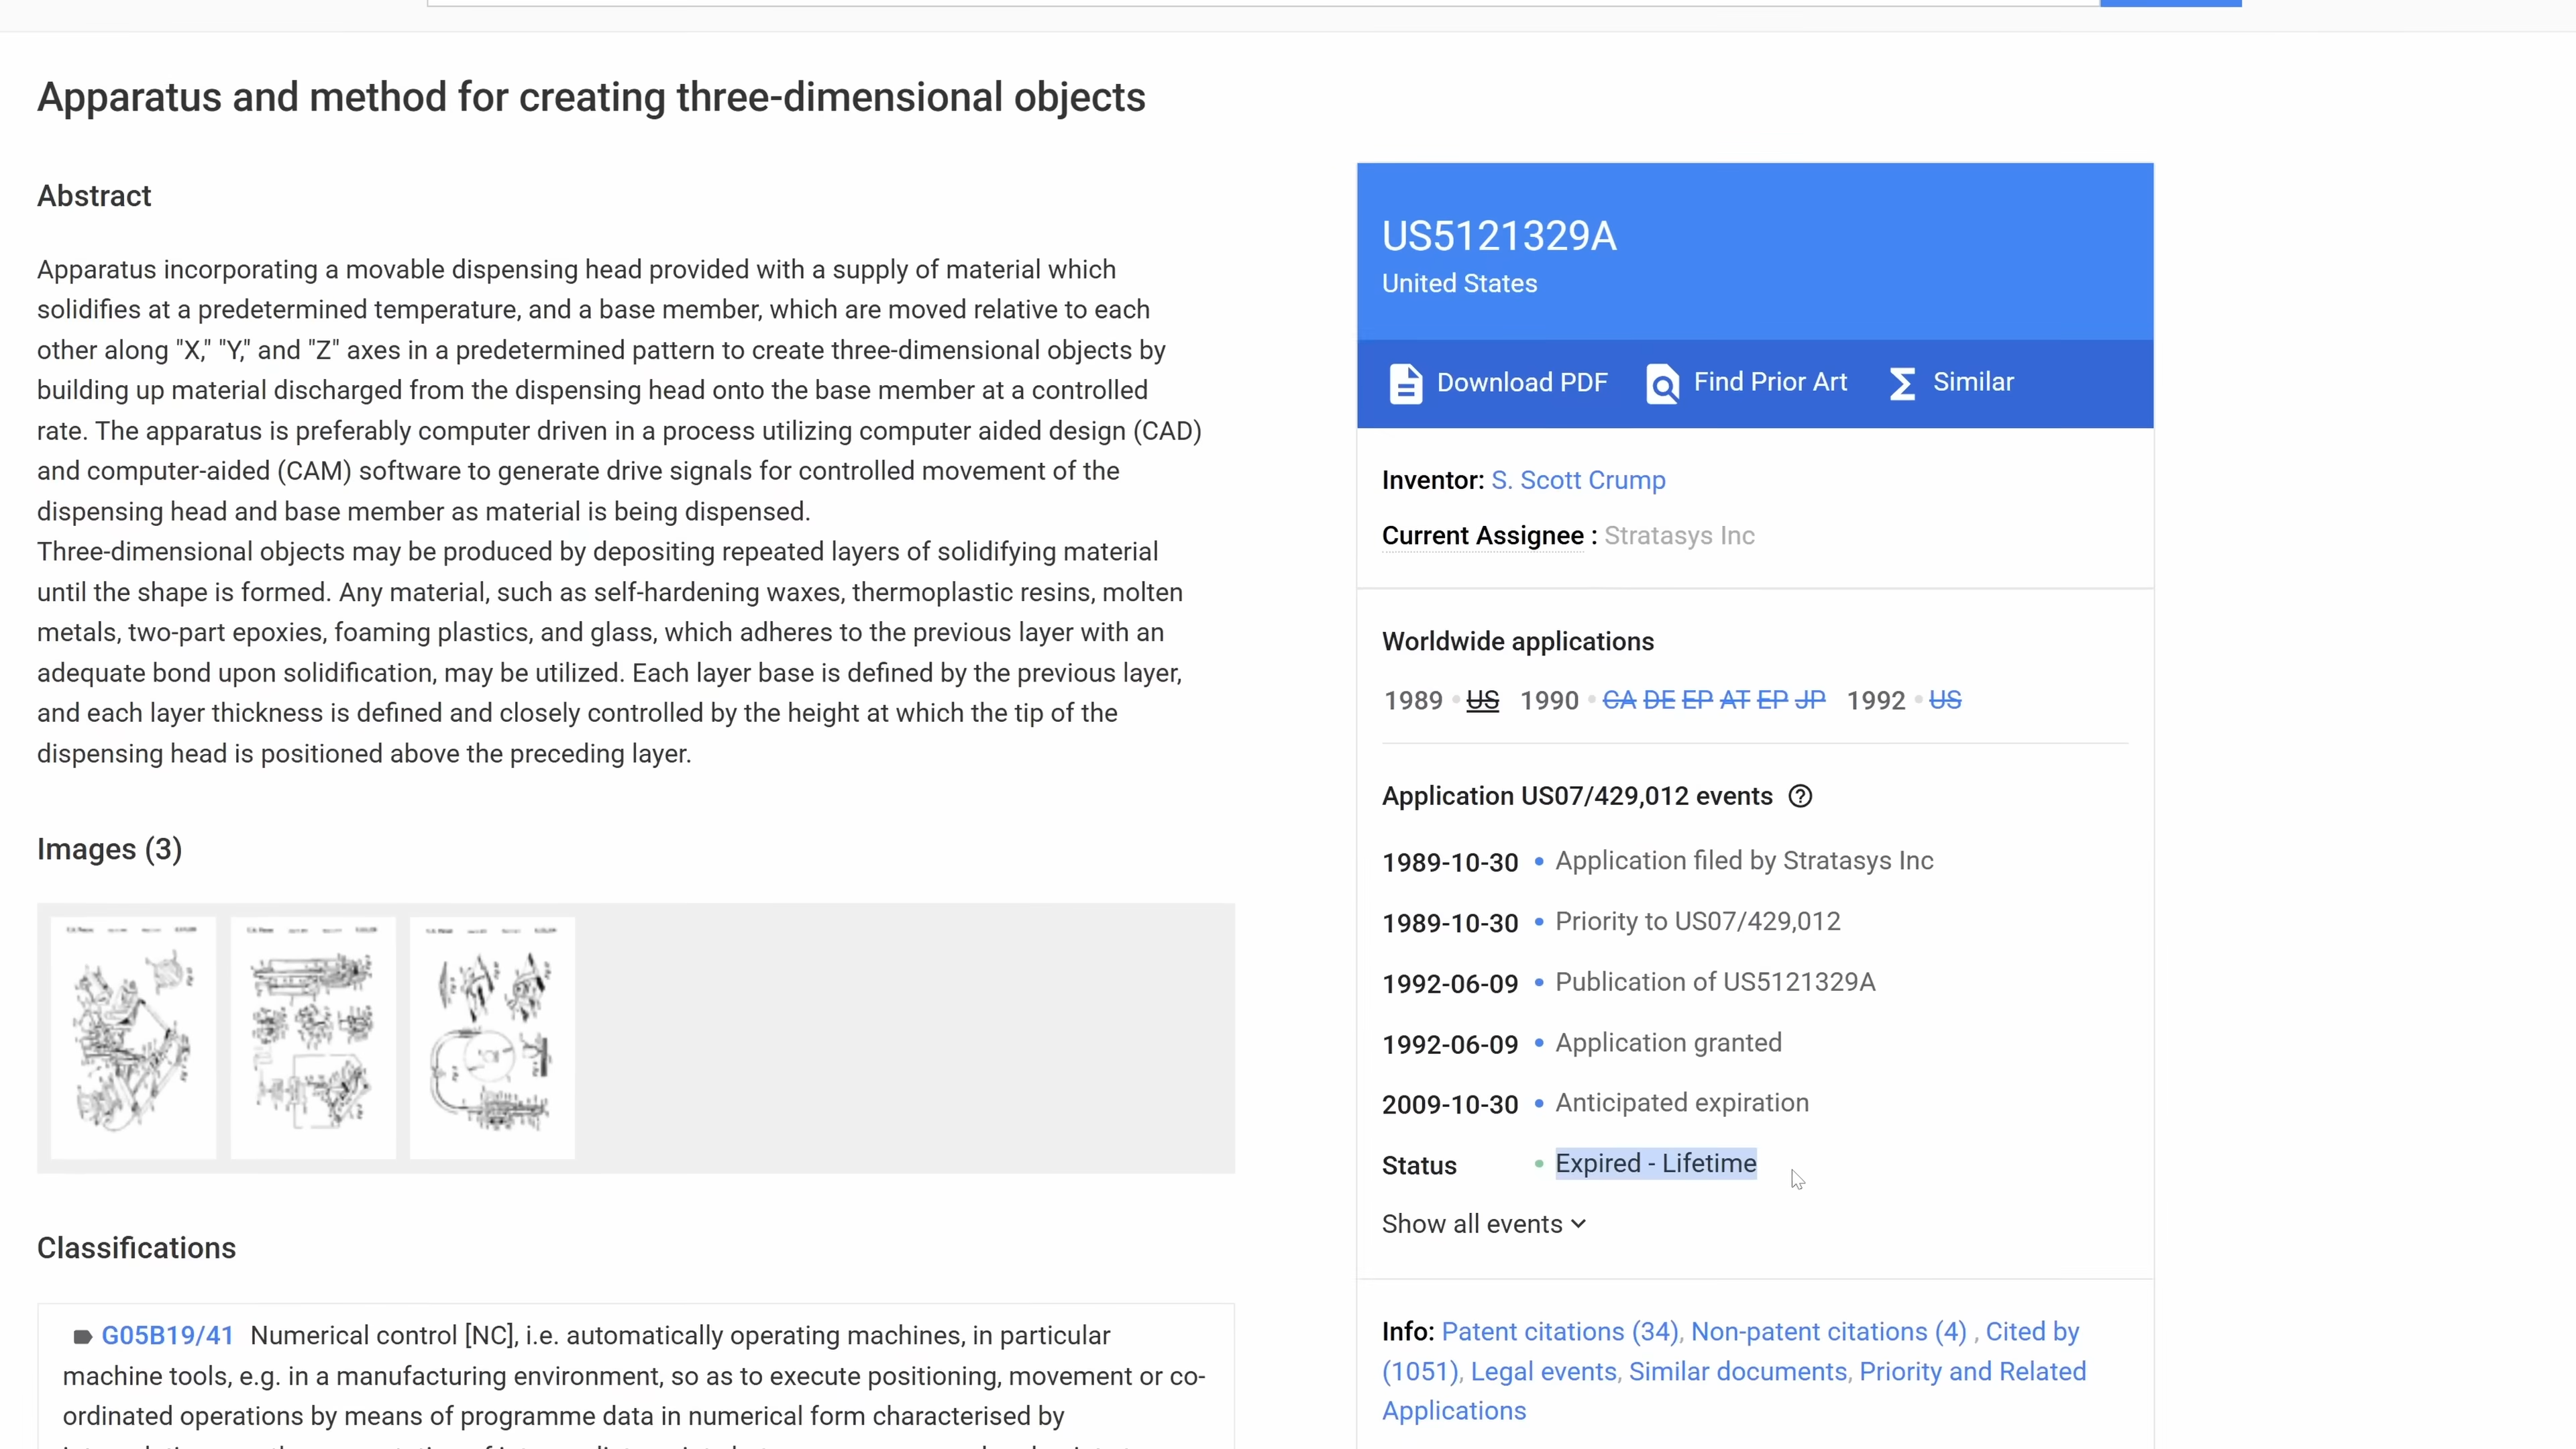 Apparatus and method for creating three-dimensional objects
Abstract
Apparatus incorporating a movable dispensing head provided with a supply of material which
solidifies at a predetermined temperature, and a base member, which are moved relative to each
other along "X," "Y," and "Z" axes in a predetermined pattern to create three-dimensional objects by
building up material discharged from the dispensing head onto the base member at a controlled
rate. The apparatus is preferably computer driven in a process utilizing computer aided design (CAD)
and computer-aided (CAM) software to generate drive signals for controlled movement of the
dispensing head and base member as material is being dispensed.
Three-dimensional objects may be produced by depositing repeated layers of solidifying material
until the shape is formed. Any material, such as self-hardening waxes, thermoplastic resins, molten
metals, two-part epoxies, foaming plastics, and glass, which adheres to the previous layer with an
adequate bond upon solidification, may be utilized. Each layer base is defined by the previous layer,
and each layer thickness is defined and closely controlled by the height at which the tip of the
dispensing head is positioned above the preceding layer.
Images (3)
Classifications
G05B19/41 Numerical control [NC], i.e. automatically operating machines, in particular
machine tools, e.g. in a manufacturing environment, so as to execute positioning, movement or co-
ordinated operations by means of programme data in numerical form characterised by
US5121329A
United States
Download PDF Find Prior Art Similar
Inventor: S. Scott Crump
Current Assignee : Stratasys Inc
Worldwide applications
1989 • US 1990 • CA DE EP AT EP JP 1992 • US
Application US07/429,012 events
1989-10-30 • Application filed by Stratasys Inc
1989-10-30 • Priority to US07/429,012
1992-06-09 • Publication of US5121329A
1992-06-09 • Application granted
2009-10-30 • Anticipated expiration
Status • Expired - Lifetime
Show all events
Info: Patent citations (34), Non-patent citations (4) , Cited by
(1051), Legal events, Similar documents, Priority and Related
Applications